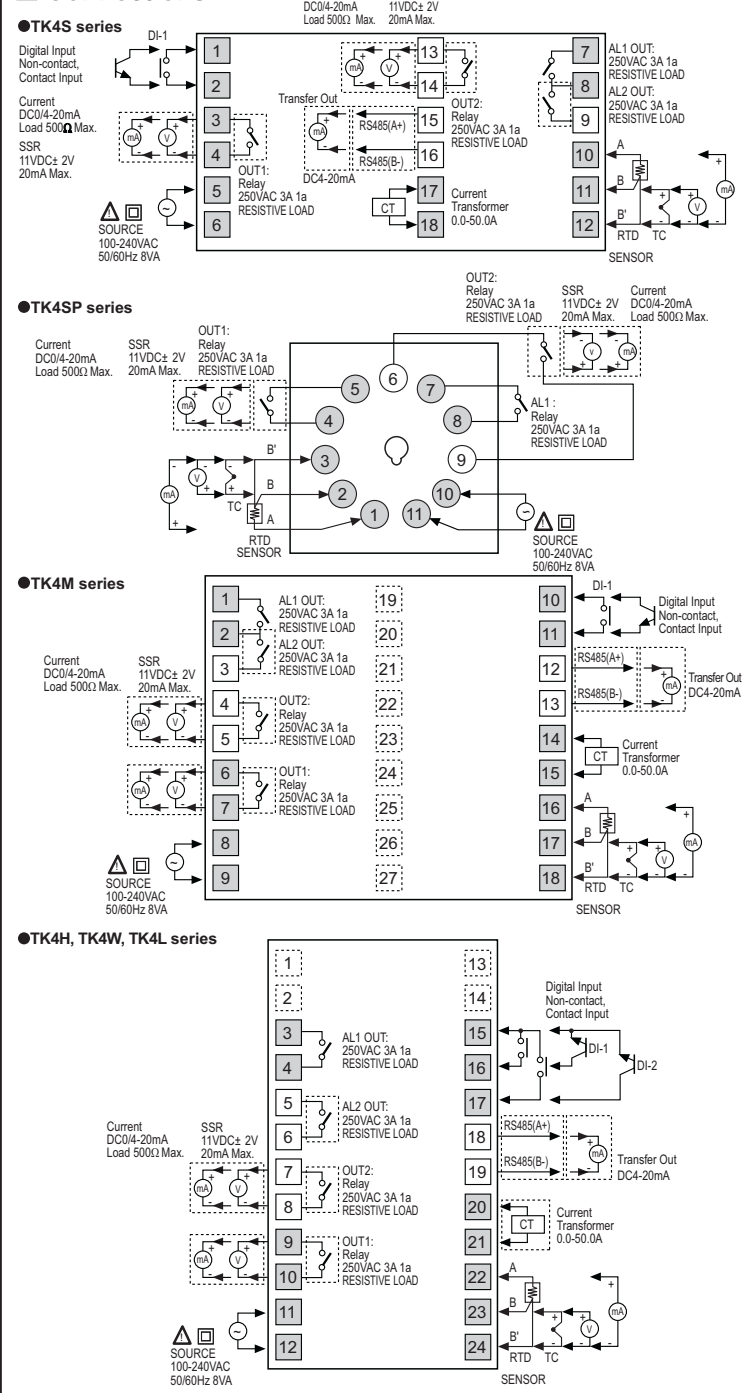 DC0/4-20mA
Load 500Ω Max.
11VDC± 2V
20mA Max.
●TK4S series
Digital Input
Non-contact,
Contact Input
DI-1
Current
DC0/4-20mA
Load 500Ω Max.
SSR
11VDC± 2V
20mA Max.
mA
V
+
-
1
2
3
4
5
6
OUT1:
Relay
250VAC 3A 1a
RESISTIVE LOAD
SOURCE
100-240VAC
50/60Hz 8VA
mA
V
+
-
13
14
15
16
17
18
Transfer Out
mA
+
-
RS485(A+)
RS485(B-)
DC4-20mA
OUT2:
Relay
250VAC 3A 1a
RESISTIVE LOAD
CT
Current
Transformer
0.0-50.0A
7
8
9
10
11
12
AL1 OUT:
250VAC 3A 1a
RESISTIVE LOAD
AL2 OUT:
250VAC 3A 1a
RESISTIVE LOAD
A
B
B'
RTD TC
V
mA
+
-
SENSOR
●TK4SP series
Current
DC0/4-20mA
Load 500Ω Max.
SSR
11VDC± 2V
20mA Max.
OUT1:
Relay
250VAC 3A 1a
RESISTIVE LOAD
OUT2:
Relay
250VAC 3A 1a
RESISTIVE LOAD
SSR
11VDC± 2V
20mA Max.
Current
DC0/4-20mA
Load 500Ω Max.
mA
V
+
-
V
mA
5
6
7
4
8
3
9
2
10
1
11
AL1 :
Relay
250VAC 3A 1a
RESISTIVE LOAD
B'
B
A
mA
V
TC
RTD
SENSOR
SOURCE
100-240VAC
50/60Hz 8VA
●TK4M series
1
2
3
4
5
6
7
8
9
AL1 OUT:
250VAC 3A 1a
RESISTIVE LOAD
AL2 OUT:
250VAC 3A 1a
RESISTIVE LOAD
Current
DC0/4-20mA
Load 500Ω Max.
SSR
11VDC± 2V
20mA Max.
mA
V
+
-
OUT2:
Relay
250VAC 3A 1a
RESISTIVE LOAD
mA
V
+
-
OUT1:
Relay
250VAC 3A 1a
RESISTIVE LOAD
SOURCE
100-240VAC
50/60Hz 8VA
19
20
21
22
23
24
25
26
27
10
11
12
13
14
15
16
17
18
DI-1
Digital Input
Non-contact,
Contact Input
RS485(A+)
RS485(B-)
mA
+
-
Transfer Out
DC4-20mA
CT
Current
Transformer
0.0-50.0A
A
B
B'
RTD TC
V
mA
+
-
SENSOR
●TK4H, TK4W, TK4L series
1
2
3
4
5
6
7
8
9
10
11
12
AL1 OUT:
250VAC 3A 1a
RESISTIVE LOAD
AL2 OUT:
250VAC 3A 1a
RESISTIVE LOAD
Current
DC0/4-20mA
Load 500Ω Max.
SSR
11VDC± 2V
20mA Max.
mA
V
+
-
OUT2:
Relay
250VAC 3A 1a
RESISTIVE LOAD
mA
V
+
-
OUT1:
Relay
250VAC 3A 1a
RESISTIVE LOAD
SOURCE
100-240VAC
50/60Hz 8VA
13
14
15
16
17
18
19
20
21
22
23
24
Digital Input
Non-contact,
Contact Input
DI-1
DI-2
RS485(A+)
RS485(B-)
mA
+
-
Transfer Out
DC4-20mA
CT
Current
Transformer
0.0-50.0A
A
B
B'
RTD TC
V
mA
+
-
SENSOR